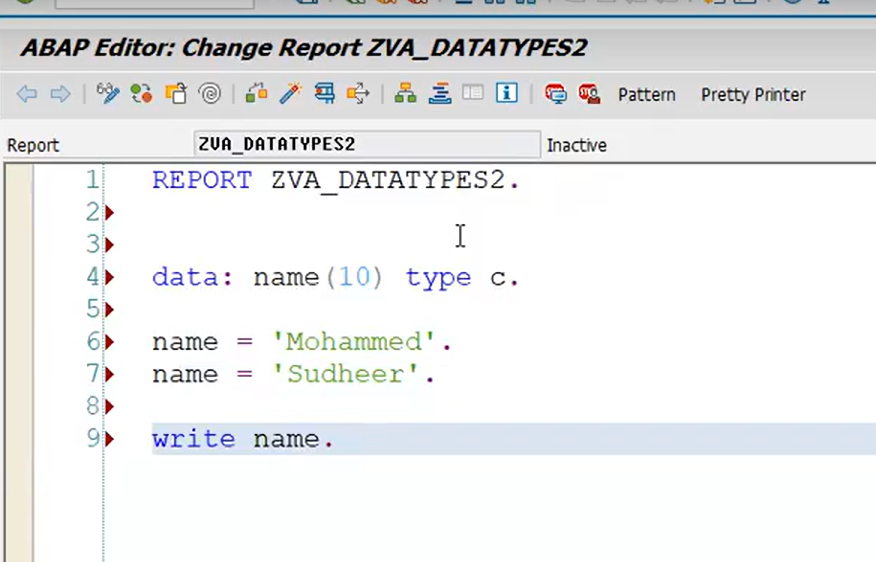 ABAP Editor: Change Report ZVA_DATATYPES2
Pattern Pretty Printer
Report ZVA_DATATYPES2 Inactive
1 REPORT ZVA_DATATYPES2.
2
3
4 data: name(10) type c.
5
6 name = 'Mohammed'.
7 name = 'Sudheer'.
8
9 write name.